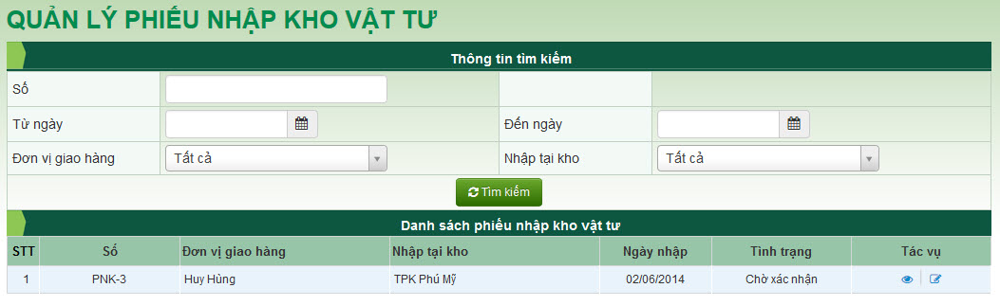 QUẢN LÝ PHIẾU NHẬP KHO VẬT TƯ
Thông tin tìm kiếm
Số
Từ ngày Đến ngày
Đơn vị giao hàng Tất cả Nhập tại kho Tất cả
Tìm kiếm
Danh sách phiếu nhập kho vật tư
STT Số Đơn vị giao hàng Nhập tại kho Ngày nhập Tình trạng Tác vụ
1 PNK-3 Huy Hùng TPK Phú Mỹ 02/06/2014 Chờ xác nhận